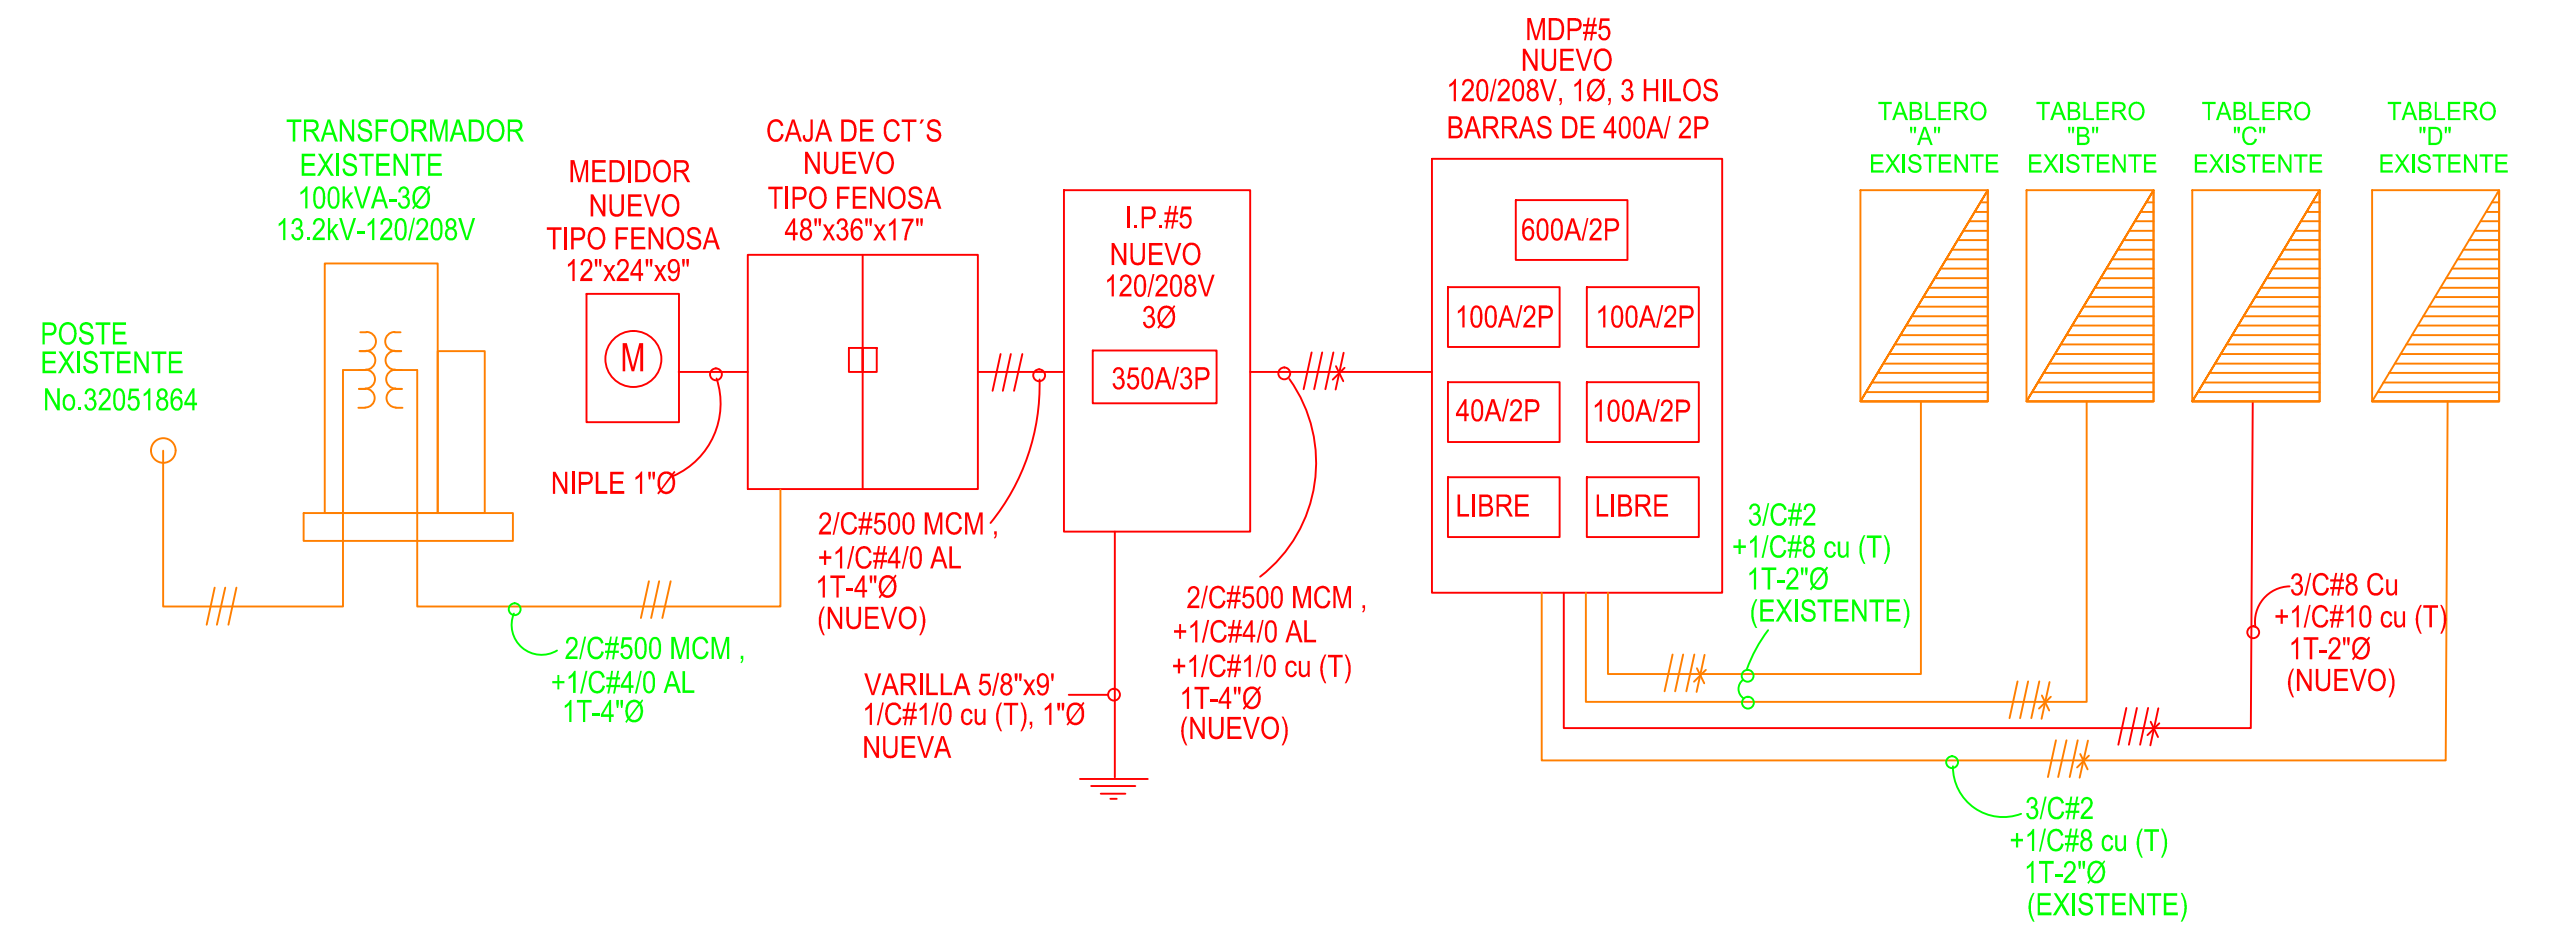 POSTE
EXISTENTE
No.32051864
TRANSFORMADOR
EXISTENTE
100kVA-3Ø
13.2kV-120/208V
2/C#500 MCM ,
+1/C#4/0 AL
1T-4"Ø
MEDIDOR
NUEVO
TIPO FENOSA
12"x24"x9"
M
NIPLE 1"Ø
CAJA DE CT´S
NUEVO
TIPO FENOSA
48"x36"x17"
2/C#500 MCM ,
+1/C#4/0 AL
1T-4"Ø
(NUEVO)
I.P.#5
NUEVO
120/208V
3Ø
350A/3P
VARILLA 5/8"x9'
1/C#1/0 cu (T), 1"Ø
NUEVA
2/C#500 MCM ,
+1/C#4/0 AL
+1/C#1/0 cu (T)
1T-4"Ø
(NUEVO)
MDP#5
NUEVO
120/208V, 1Ø, 3 HILOS
BARRAS DE 400A/ 2P
600A/2P
100A/2P
100A/2P
40A/2P
100A/2P
LIBRE
LIBRE
3/C#2
+1/C#8 cu (T)
1T-2"Ø
(EXISTENTE)
TABLERO
"A"
EXISTENTE
TABLERO
"B"
EXISTENTE
TABLERO
"C"
EXISTENTE
TABLERO
"D"
EXISTENTE
3/C#8 Cu
+1/C#10 cu (T)
1T-2"Ø
(NUEVO)
3/C#2
+1/C#8 cu (T)
1T-2"Ø
(EXISTENTE)